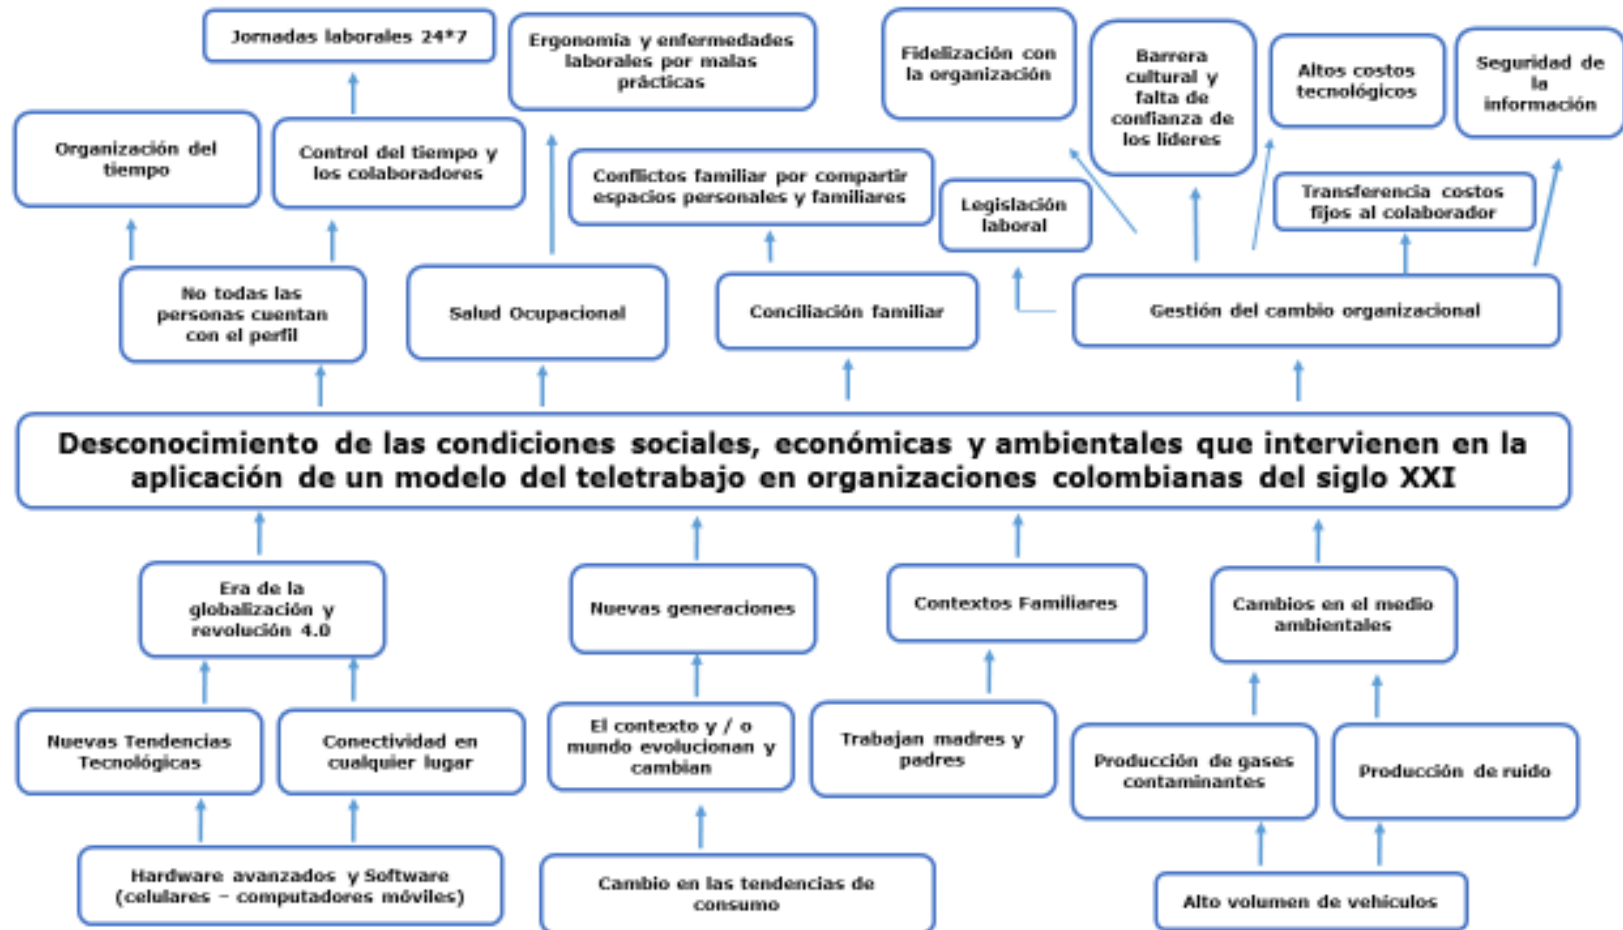 Jornadas laborales 24*7
Ergonomía y enfermedades
laborales por malas
prácticas
Fidelización con
la organización
Barrera
cultural y
falta de
confianza de
los líderes
Altos costos
tecnológicos
Seguridad de
la
información
Organización del
tiempo
Control del tiempo y
los colaboradores
Conflictos familiar por compartir
espacios personales y familiares
Legislación
laboral
Transferencia costos
fijos al colaborador
No todas las
personas cuentan
con el perfil
Salud Ocupacional
Conciliación familiar
Gestión del cambio organizacional
Desconocimiento de las condiciones sociales, económicas y ambientales que intervienen en la
aplicación de un modelo del teletrabajo en organizaciones colombianas del siglo XXI
Era de la
globalización y
revolución 4.0
Nuevas generaciones
Contextos Familiares
Cambios en el medio
ambientales
Nuevas Tendencias
Tecnológicas
Conectividad en
cualquier lugar
El contexto y / o
mundo evolucionan y
cambian
Trabajan madres y
padres
Producción de gases
contaminantes
Producción de ruido
Hardware avanzados y Software
(celulares – computadores móviles)
Cambio en las tendencias de
consumo
Alto volumen de vehículos